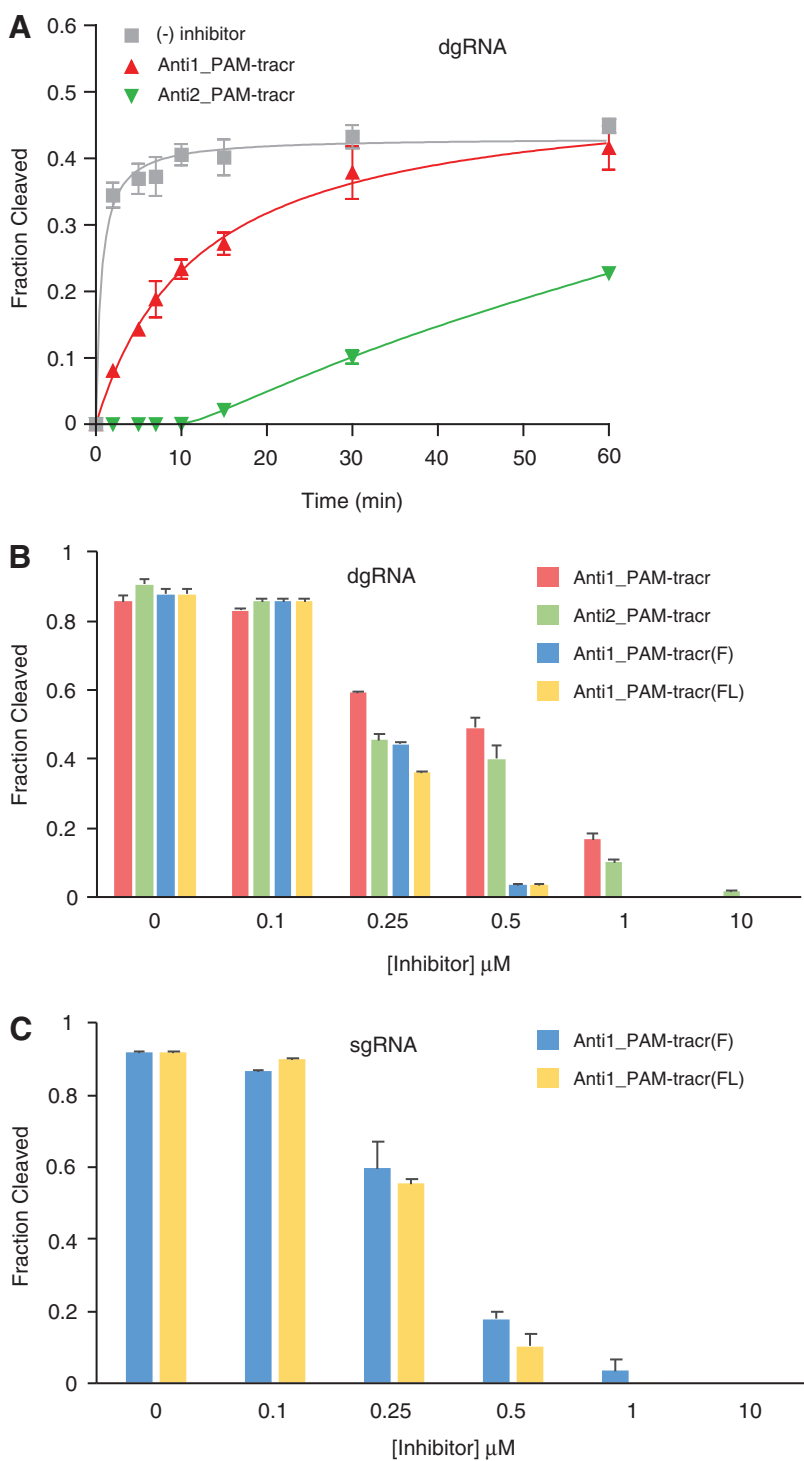 A
dgRNA
(-) inhibitor
Anti1_PAM-tracr
Anti2_PAM-tracr
Fraction Cleaved
0.6
0.5
0.4
0.3
0.2
0.1
0
0 10 20 30 40 50 60
Time (min)
B
dgRNA
Anti1_PAM-tracr
Anti2_PAM-tracr
Anti1_PAM-tracr(F)
Anti1_PAM-tracr(FL)
Fraction Cleaved
1
0.8
0.6
0.4
0.2
0
0 0.1 0.25 0.5 1 10
[Inhibitor] μM
C
sgRNA
Anti1_PAM-tracr(F)
Anti1_PAM-tracr(FL)
Fraction Cleaved
1
0.8
0.6
0.4
0.2
0
0 0.1 0.25 0.5 1 10
[Inhibitor] μM